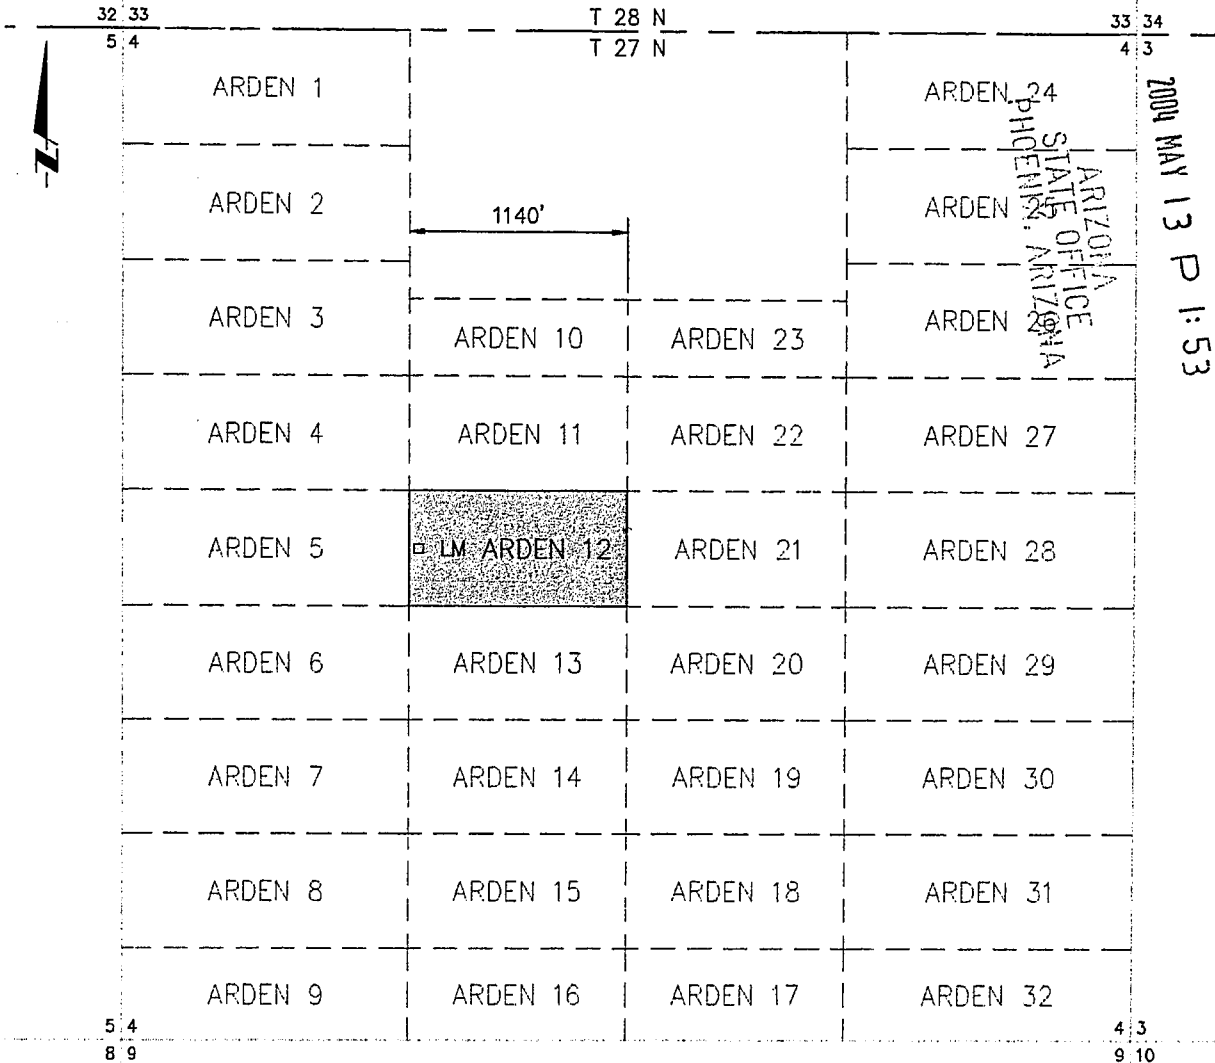 32 33
T 28 N
33 34
5 4
T 27 N
4 3
N
ARDEN 1
ARDEN 24
2004 MAY 13 P 1:53
ARIZONA
STATE OFFICE
PHOENIX, ARIZONA
ARDEN 2
ARDEN 25
1140'
ARDEN 3
ARDEN 10
ARDEN 23
ARDEN 26
ARDEN 4
ARDEN 11
ARDEN 22
ARDEN 27
ARDEN 5
LM ARDEN 12
ARDEN 21
ARDEN 28
ARDEN 6
ARDEN 13
ARDEN 20
ARDEN 29
ARDEN 7
ARDEN 14
ARDEN 19
ARDEN 30
ARDEN 8
ARDEN 15
ARDEN 18
ARDEN 31
ARDEN 9
ARDEN 16
ARDEN 17
ARDEN 32
5 4
4 3
8 9
9 10